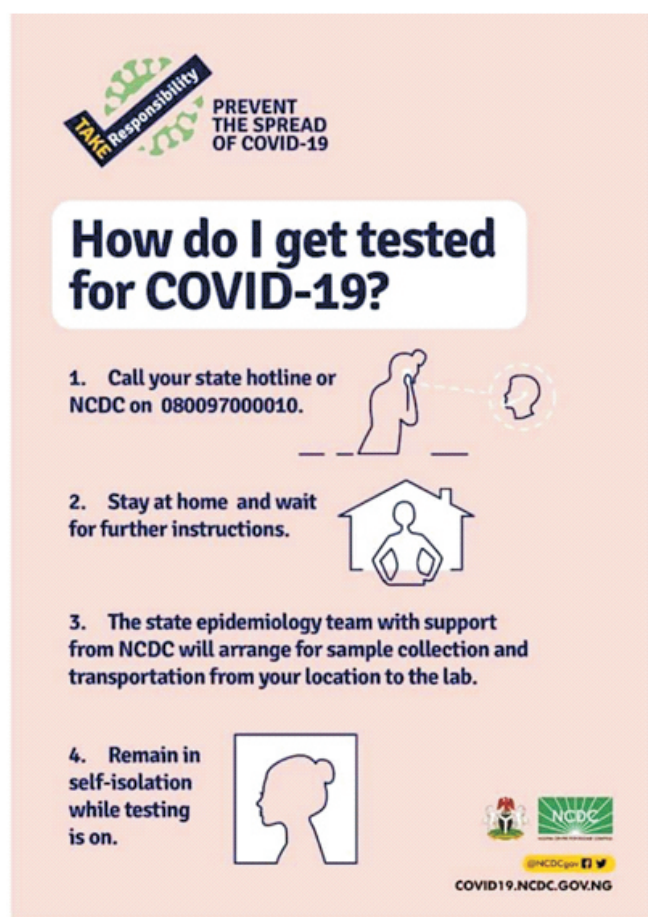 TAKE Responsibility
PREVENT
THE SPREAD
OF COVID-19
How do I get tested
for COVID-19?
1. Call your state hotline or
NCDC on 080097000010.
2. Stay at home and wait
for further instructions.
3. The state epidemiology team with support
from NCDC will arrange for sample collection and
transportation from your location to the lab.
4. Remain in
self-isolation
while testing
is on.
NCDC
@NCDCgov
COVID19.NCDC.GOV.NG